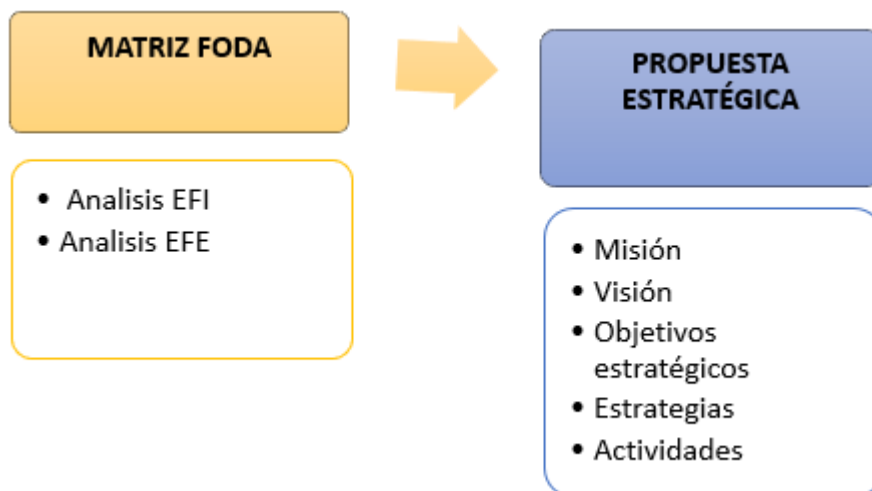 MATRIZ FODA
• Analisis EFI
• Analisis EFE
PROPUESTA
ESTRATÉGICA
• Misión
• Visión
• Objetivos
estratégicos
• Estrategias
• Actividades